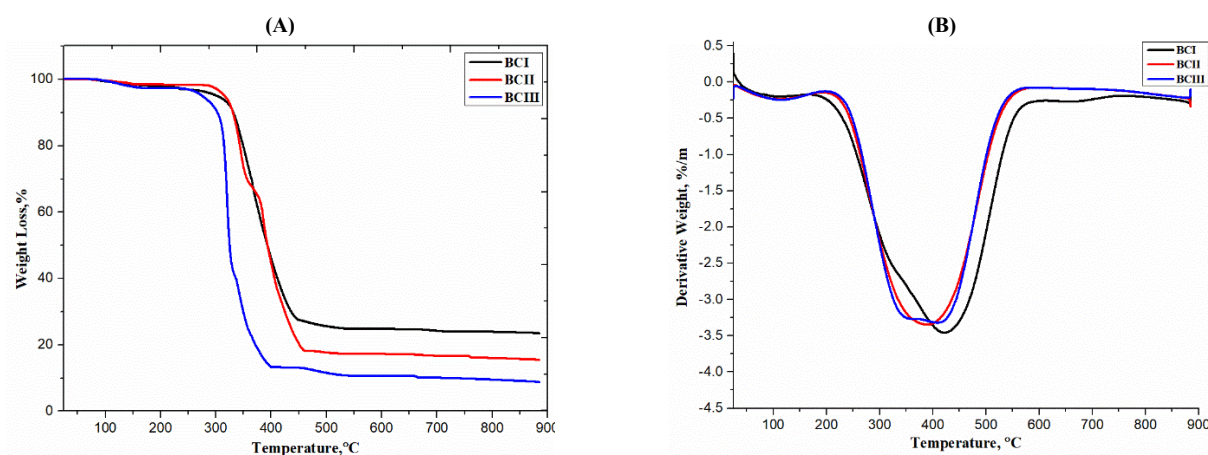 (A)
BCI
BCII
BCIII
100
80
60
40
20
0
Weight Loss,%
100 200 300 400 500 600 700 800 900
Temperature,°C
(B)
BCI
BCII
BCIII
0.5
0.0
-0.5
-1.0
-1.5
-2.0
-2.5
-3.0
-3.5
-4.0
-4.5
Derivative Weight, %/m
100 200 300 400 500 600 700 800 900
Temperature,°C